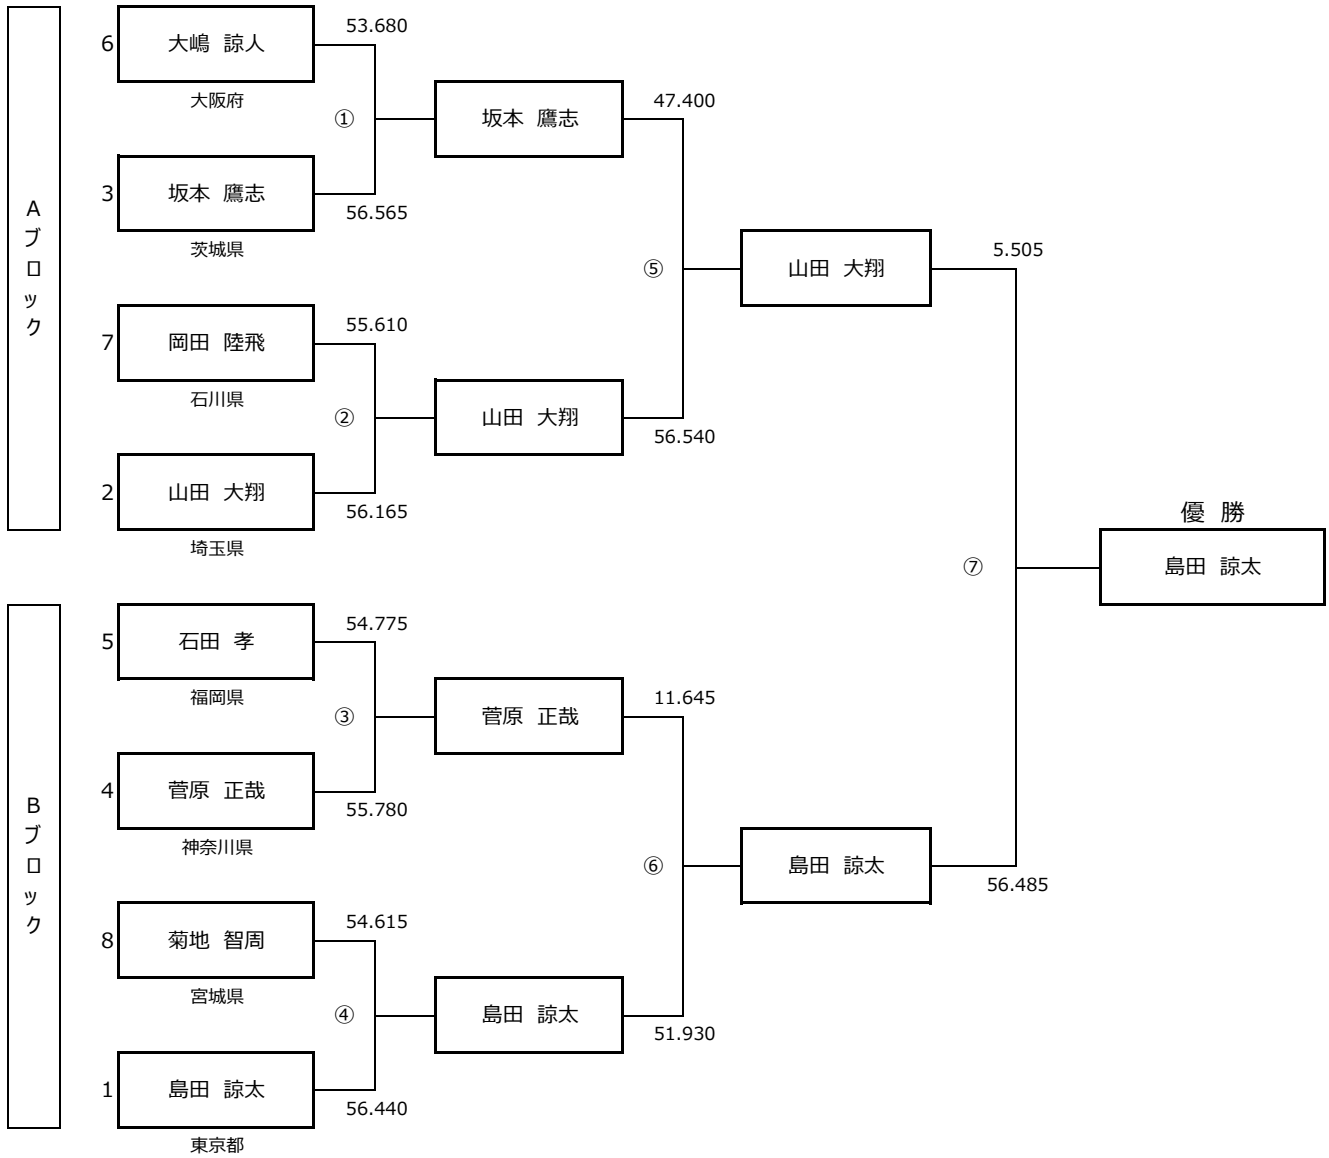 Aブロック
6
大嶋 諒人
大阪府
53.680
①
3
坂本 鷹志
茨城県
56.565
坂本 鷹志
47.400
7
岡田 陸飛
石川県
55.610
②
2
山田 大翔
埼玉県
56.165
山田 大翔
56.540
⑤
山田 大翔
5.505
Bブロック
5
石田 孝
福岡県
54.775
③
4
菅原 正哉
神奈川県
55.780
菅原 正哉
11.645
8
菊地 智周
宮城県
54.615
④
1
島田 諒太
東京都
56.440
島田 諒太
51.930
⑥
島田 諒太
56.485
⑦
優 勝
島田 諒太